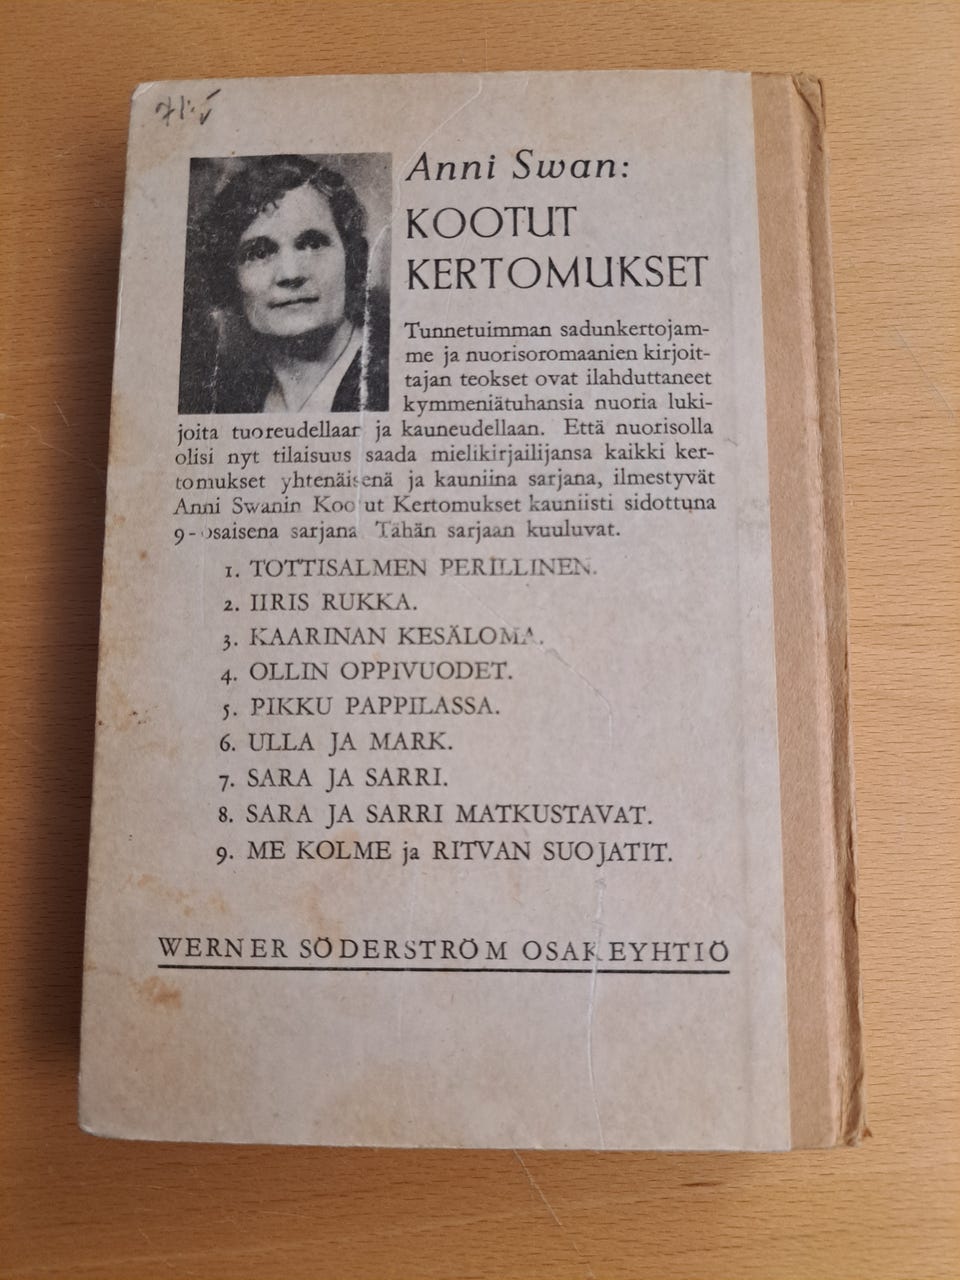 Anni Swan:
KOOTUT
KERTOMUKSET
Tunnetuimman sadunkertojam-
me ja nuorisoromaanien kirjoit-
tajan teokset ovat ilahduttaneet
kymmeniätuhansia nuoria luki-
joita tuoreudellaan ja kauneudellaan. Että nuorisolla
olisi nyt tilaisuus saada mielikirjailijansa kaikki ker-
tomukset yhtenäisenä ja kauniina sarjana, ilmestyvät
Anni Swanin Kootut Kertomukset kauniisti sidottuna
9-osaisena sarjana. Tähän sarjaan kuuluvat.
1. TOTTISALMEN PERILLINEN.
2. IIRIS RUKKA.
3. KAARINAN KESÄLOMA.
4. OLLIN OPPIVUODET.
5. PIKKU PAPPILASSA.
6. ULLA JA MARK.
7. SARA JA SARRI.
8. SARA JA SARRI MATKUSTAVAT.
9. ME KOLME ja RITVAN SUOJATIT.
WERNER SÖDERSTRÖM OSAKEYHTIÖ